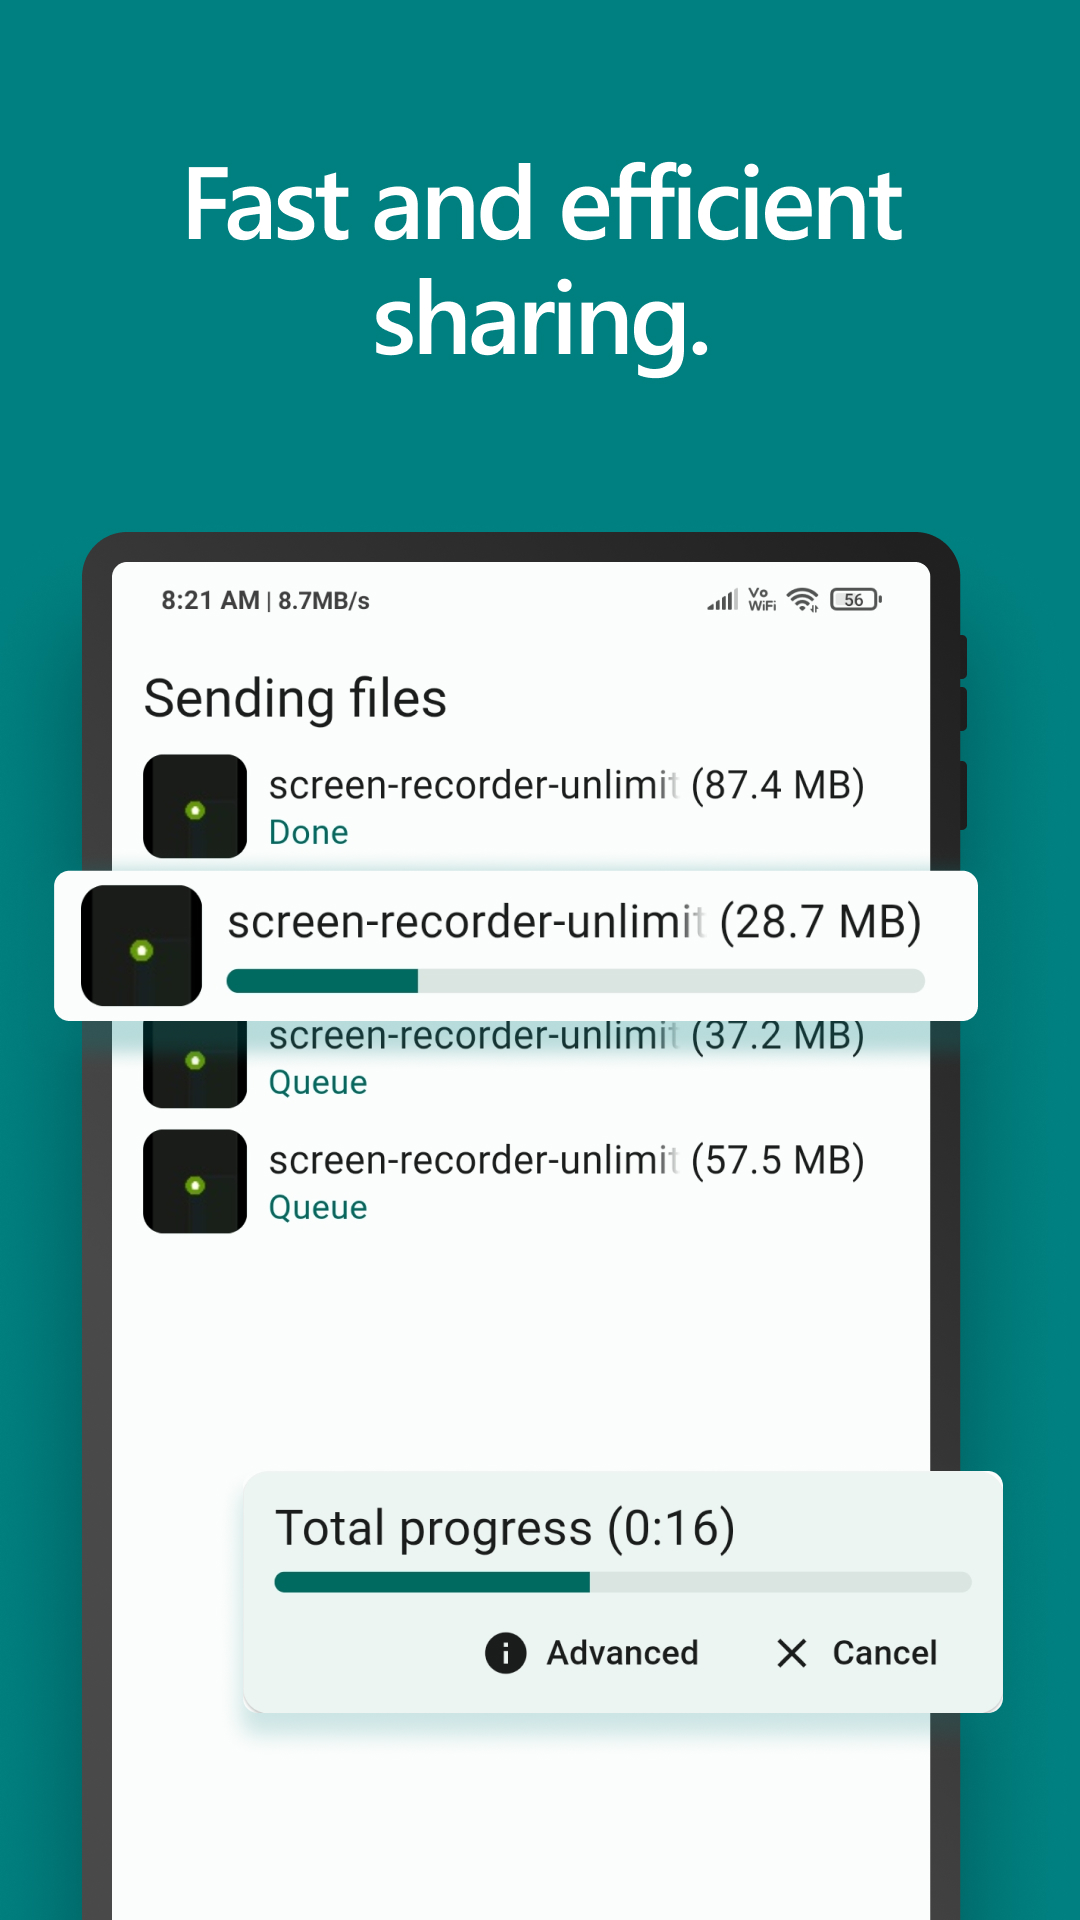 Fast and efficient
sharing.
8:21 AM | 8.7MB/s
Vo
WiFi
56
Sending files
screen-recorder-unlimit (87.4 MB)
Done
screen-recorder-unlimit (28.7 MB)
screen-recorder-unlimit (37.2 MB)
Queue
screen-recorder-unlimit (57.5 MB)
Queue
Total progress (0:16)
Advanced
Cancel